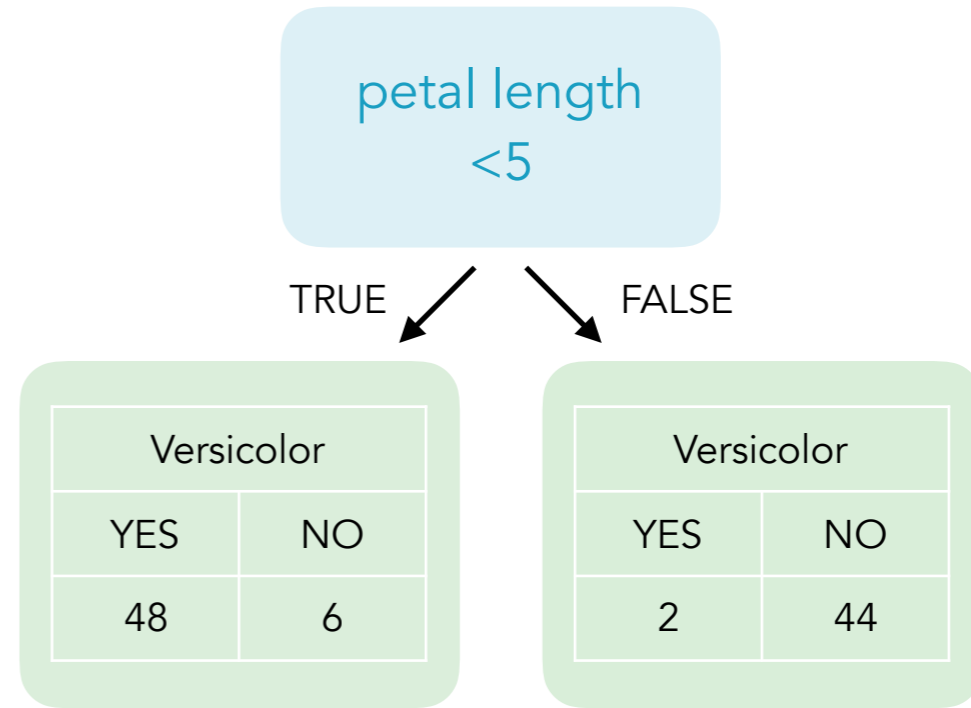 petal length
<5
TRUE FALSE
Versicolor
YES NO
48 6
Versicolor
YES NO
2 44